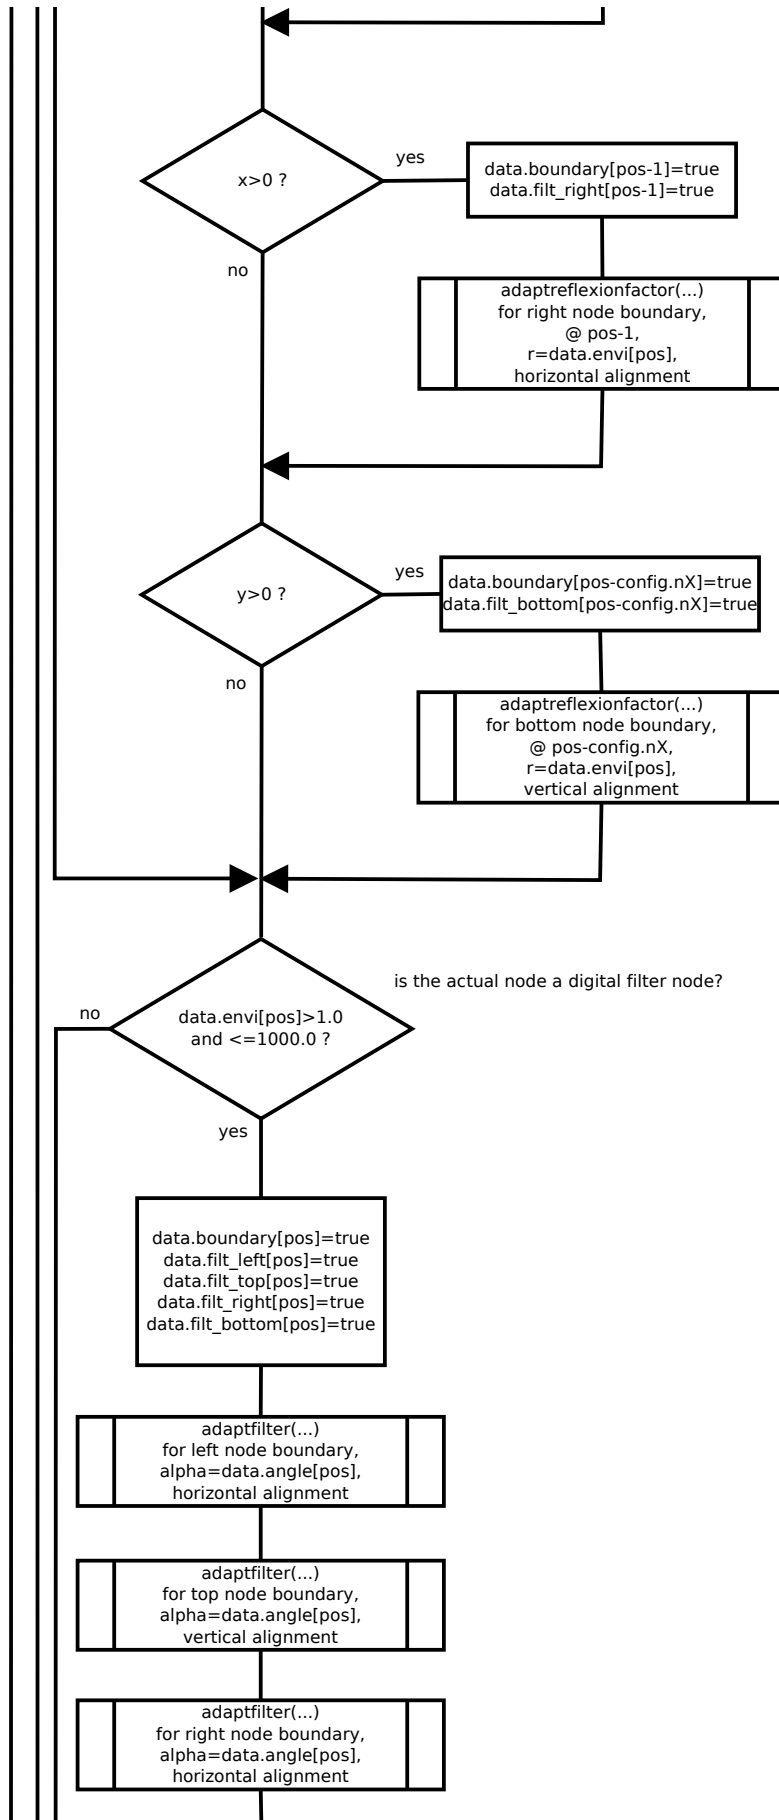 x>0 ?
yes
data.boundary[pos-1]=true
data.filt_right[pos-1]=true
no
adaptreflexionfactor(...)
for right node boundary,
@ pos-1,
r=data.envi[pos],
horizontal alignment
y>0 ?
yes
data.boundary[pos-config.nX]=true
data.filt_bottom[pos-config.nX]=true
no
adaptreflexionfactor(...)
for bottom node boundary,
@ pos-config.nX,
r=data.envi[pos],
vertical alignment
is the actual node a digital filter node?
no
data.envi[pos]>1.0
and <=1000.0 ?
yes
data.boundary[pos]=true
data.filt_left[pos]=true
data.filt_top[pos]=true
data.filt_right[pos]=true
data.filt_bottom[pos]=true
adaptfilter(...)
for left node boundary,
alpha=data.angle[pos],
horizontal alignment
adaptfilter(...)
for top node boundary,
alpha=data.angle[pos],
vertical alignment
adaptfilter(...)
for right node boundary,
alpha=data.angle[pos],
horizontal alignment